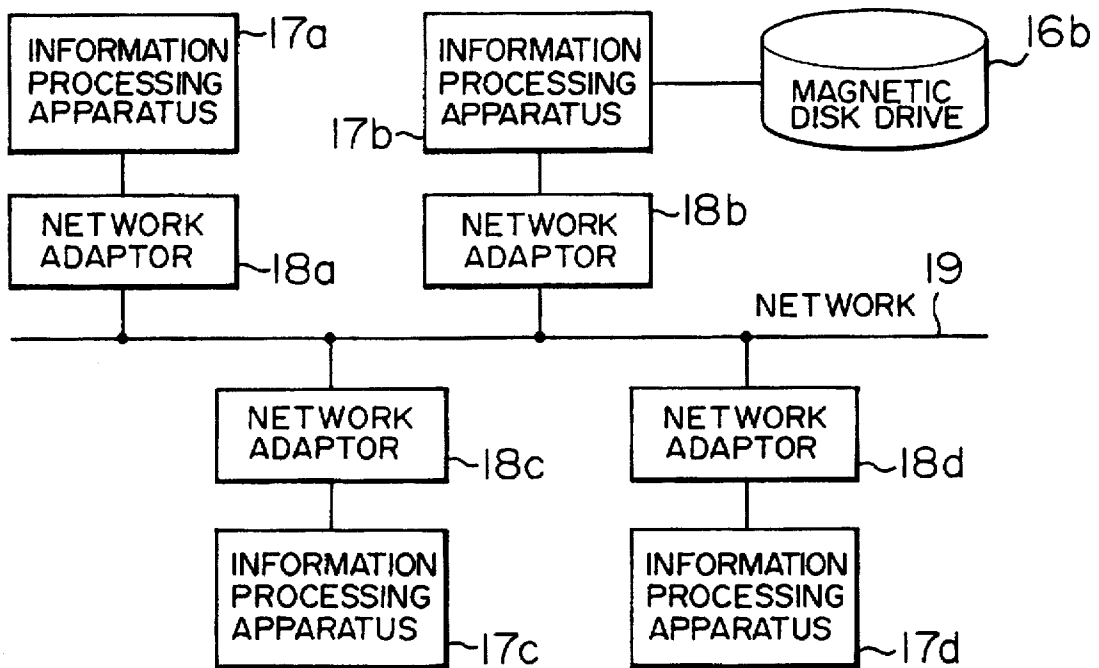 INFORMATION
PROCESSING
APPARATUS
17a
INFORMATION
PROCESSING
APPARATUS
17b
MAGNETIC
DISK DRIVE
16b
NETWORK
ADAPTOR
18a
NETWORK
ADAPTOR
18b
NETWORK
19
NETWORK
ADAPTOR
18c
NETWORK
ADAPTOR
18d
INFORMATION
PROCESSING
APPARATUS
17c
INFORMATION
PROCESSING
APPARATUS
17d